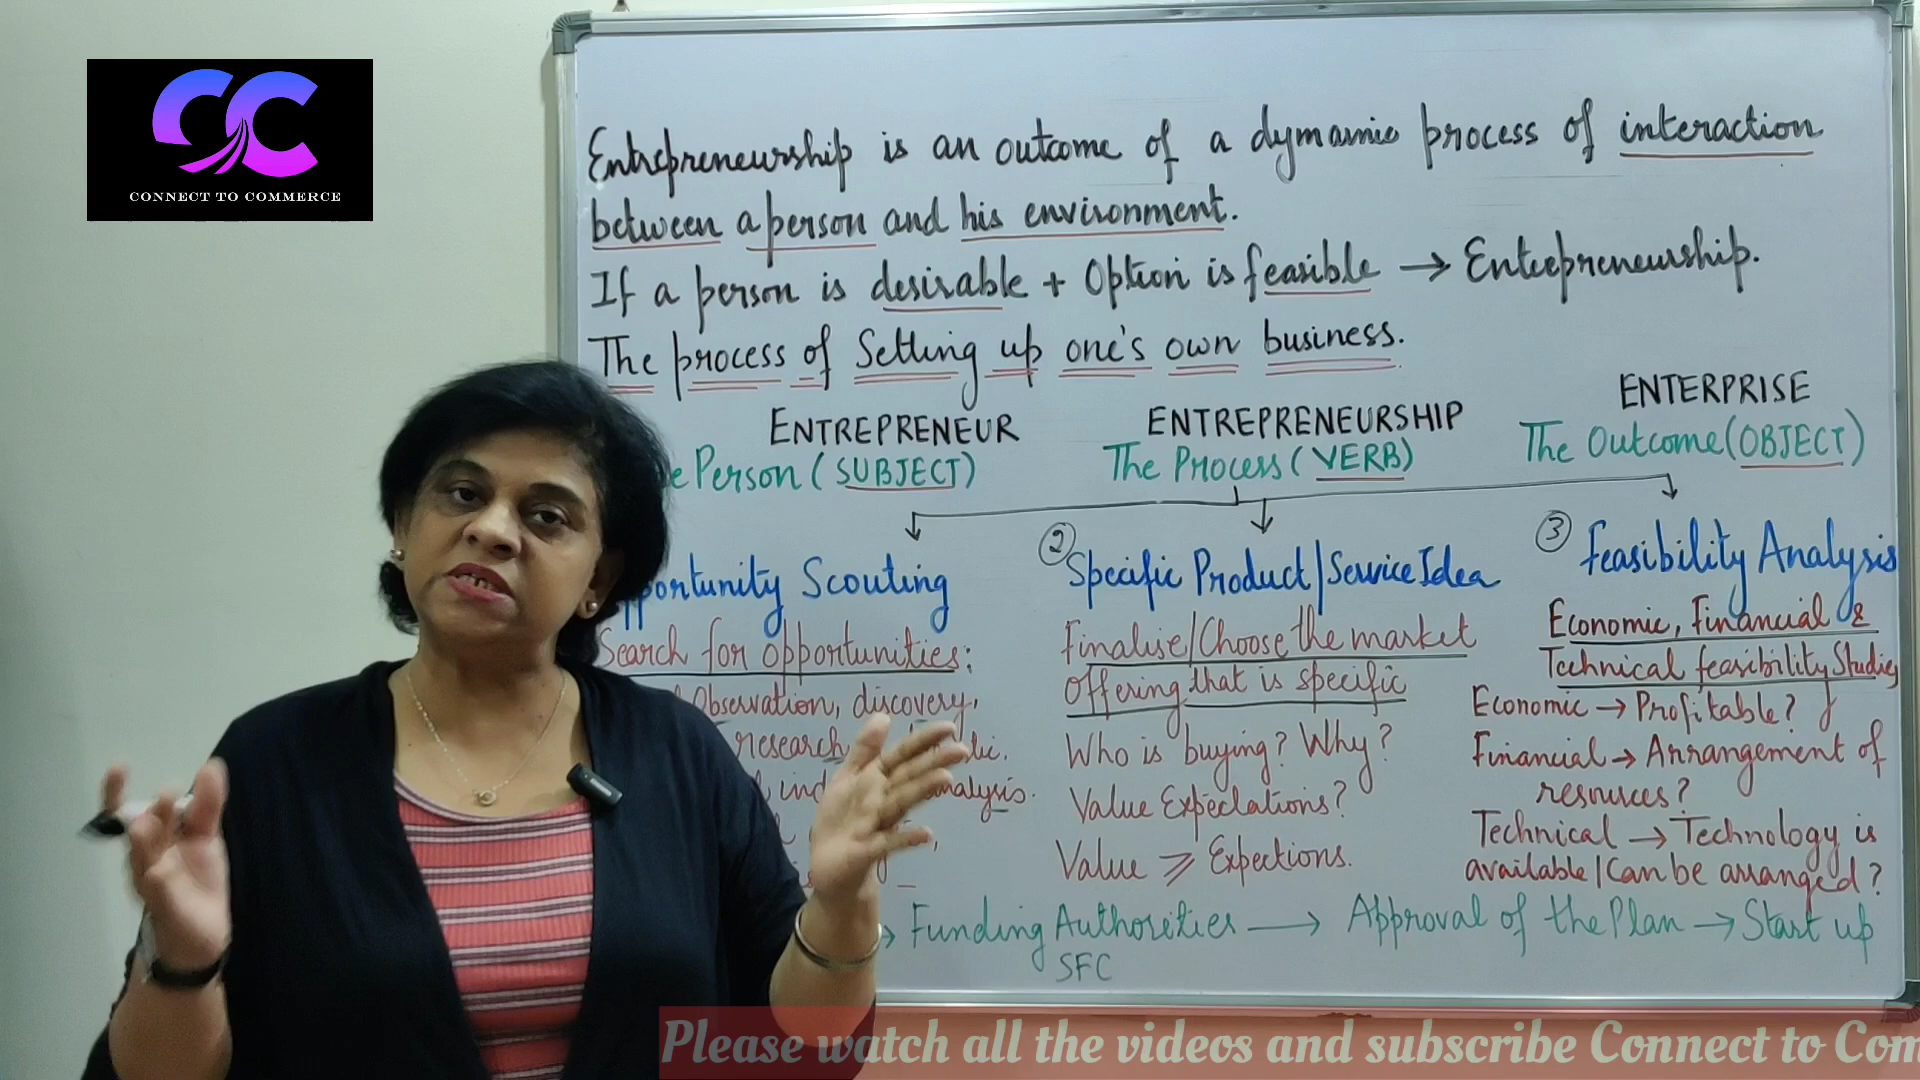 CC
CONNECT TO COMMERCE
Entrepreneurship is an outcome of a dymamic process of interaction
between a person and his environment.
If a person is desirable + Option is feasible → Entrepreneurship.
The process of Setting up one's own business.
ENTREPRENEUR
Person (SUBJECT)
ENTREPRENEURSHIP
The Process (VERB)
ENTERPRISE
The Outcome (OBJECT)
Scouting
Search for opportunities:
Observation, discovery,
research
analysis.
②
Specific Product/Service Idea
Finalise/Choose the market
Offering that is specific
Who is buying? Why?
Value Expectations?
Value ⩾ Expections.
③
Feasibility Analysis
Economic, Financial &
Technical feasibility Studies
Economic → Profitable?
Financial → Arrangement of
resources?
Technical → Technology is
available/Can be arranged?
→ Funding Authorities → Approval of the Plan → Start up
SFC
Please watch all the videos and subscribe Connect to